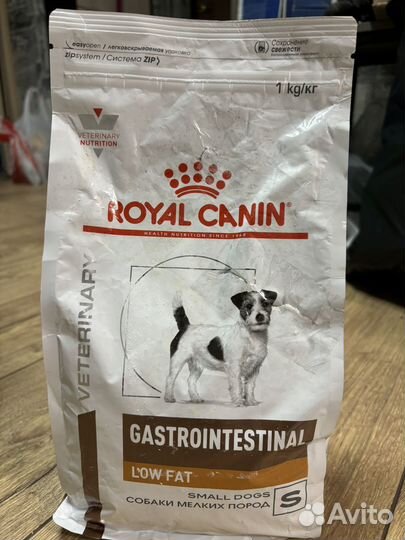 easyopen / легковскрываемая упаковка
zipsystem / Система ZIP
Сохранение
свежести
1 kg/кг
VETERINARY
NUTRITION
ROYAL CANIN
HEALTH NUTRITION SINCE 1968
VETERINARY
GASTROINTESTINAL
LOW FAT
SMALL DOGS
СОБАКИ МЕЛКИХ ПОРОД
S
Avito